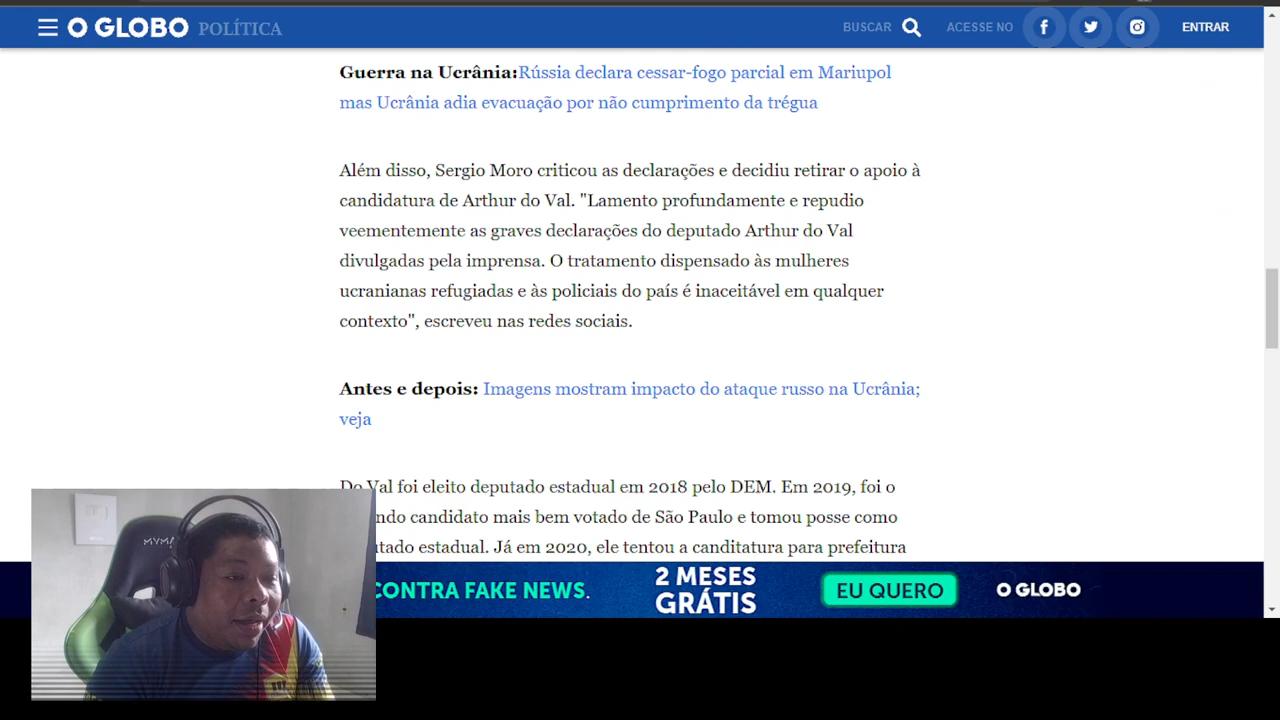 O GLOBO POLÍTICA BUSCAR ACESSE NO ENTRAR
Guerra na Ucrânia:Rússia declara cessar-fogo parcial em Mariupol
mas Ucrânia adia evacuação por não cumprimento da trégua
Além disso, Sergio Moro criticou as declarações e decidiu retirar o apoio à
candidatura de Arthur do Val. "Lamento profundamente e repudio
veementemente as graves declarações do deputado Arthur do Val
divulgadas pela imprensa. O tratamento dispensado às mulheres
ucranianas refugiadas e às policiais do país é inaceitável em qualquer
contexto", escreveu nas redes sociais.
Antes e depois: Imagens mostram impacto do ataque russo na Ucrânia;
veja
Do Val foi eleito deputado estadual em 2018 pelo DEM. Em 2019, foi o
candidato mais bem votado de São Paulo e tomou posse como
estadual. Já em 2020, ele tentou a canditatura para prefeitura
CONTRA FAKE NEWS.
2 MESES
GRÁTIS
EU QUERO
O GLOBO